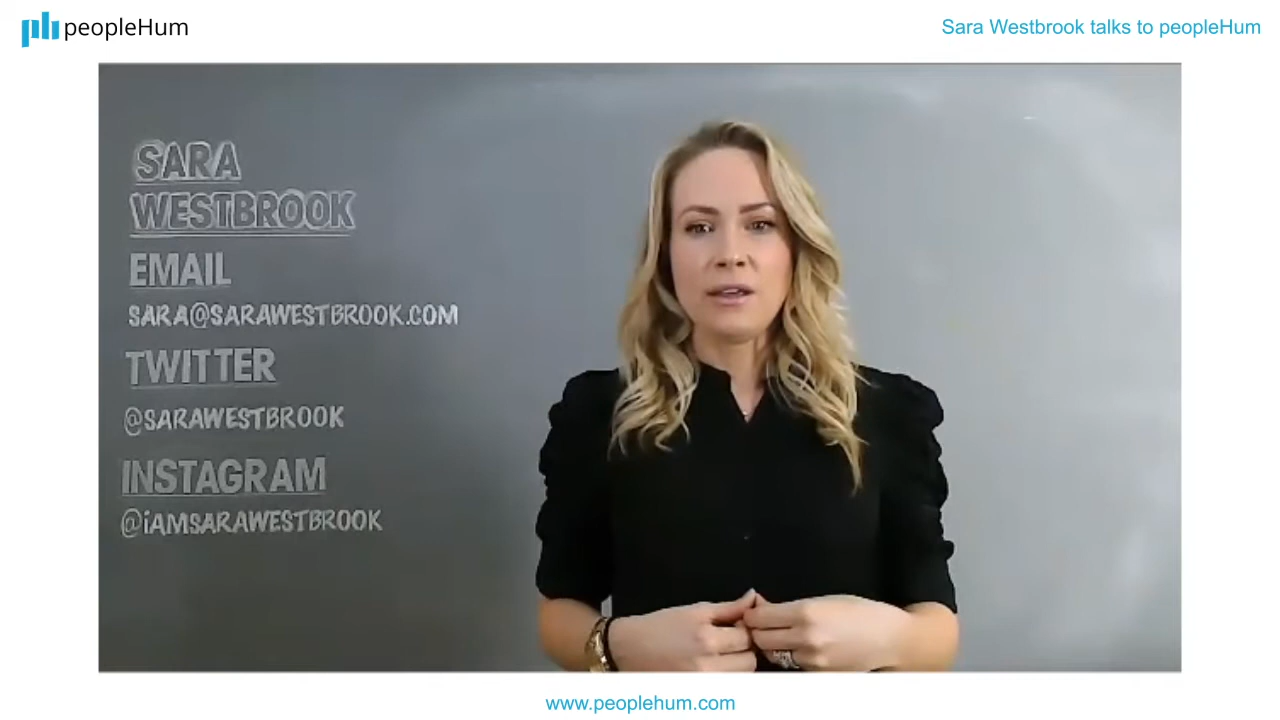 peopleHum
Sara Westbrook talks to peopleHum
SARA
WESTBROOK
EMAIL
SARA@SARAWESTBROOK.COM
TWITTER
@SARAWESTBROOK
INSTAGRAM
@iAMSARAWESTBROOK
www.peoplehum.com